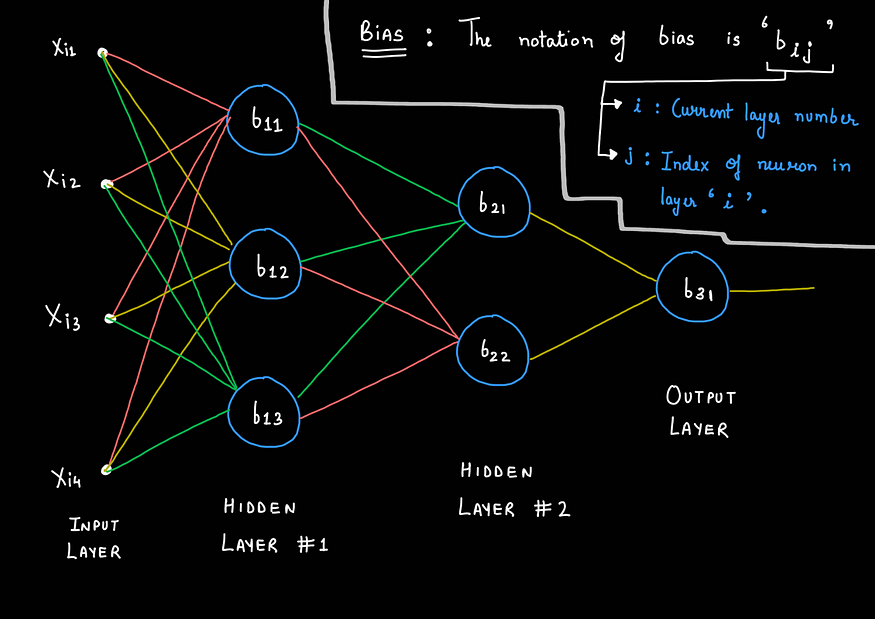 Bias : The notation of bias is ‘bij’
i : Current layer number
j : Index of neuron in
layer ‘i’.
xi1
xi2
xi3
xi4
b11
b12
b13
b21
b22
b31
INPUT
LAYER
HIDDEN
LAYER #1
HIDDEN
LAYER #2
OUTPUT
LAYER